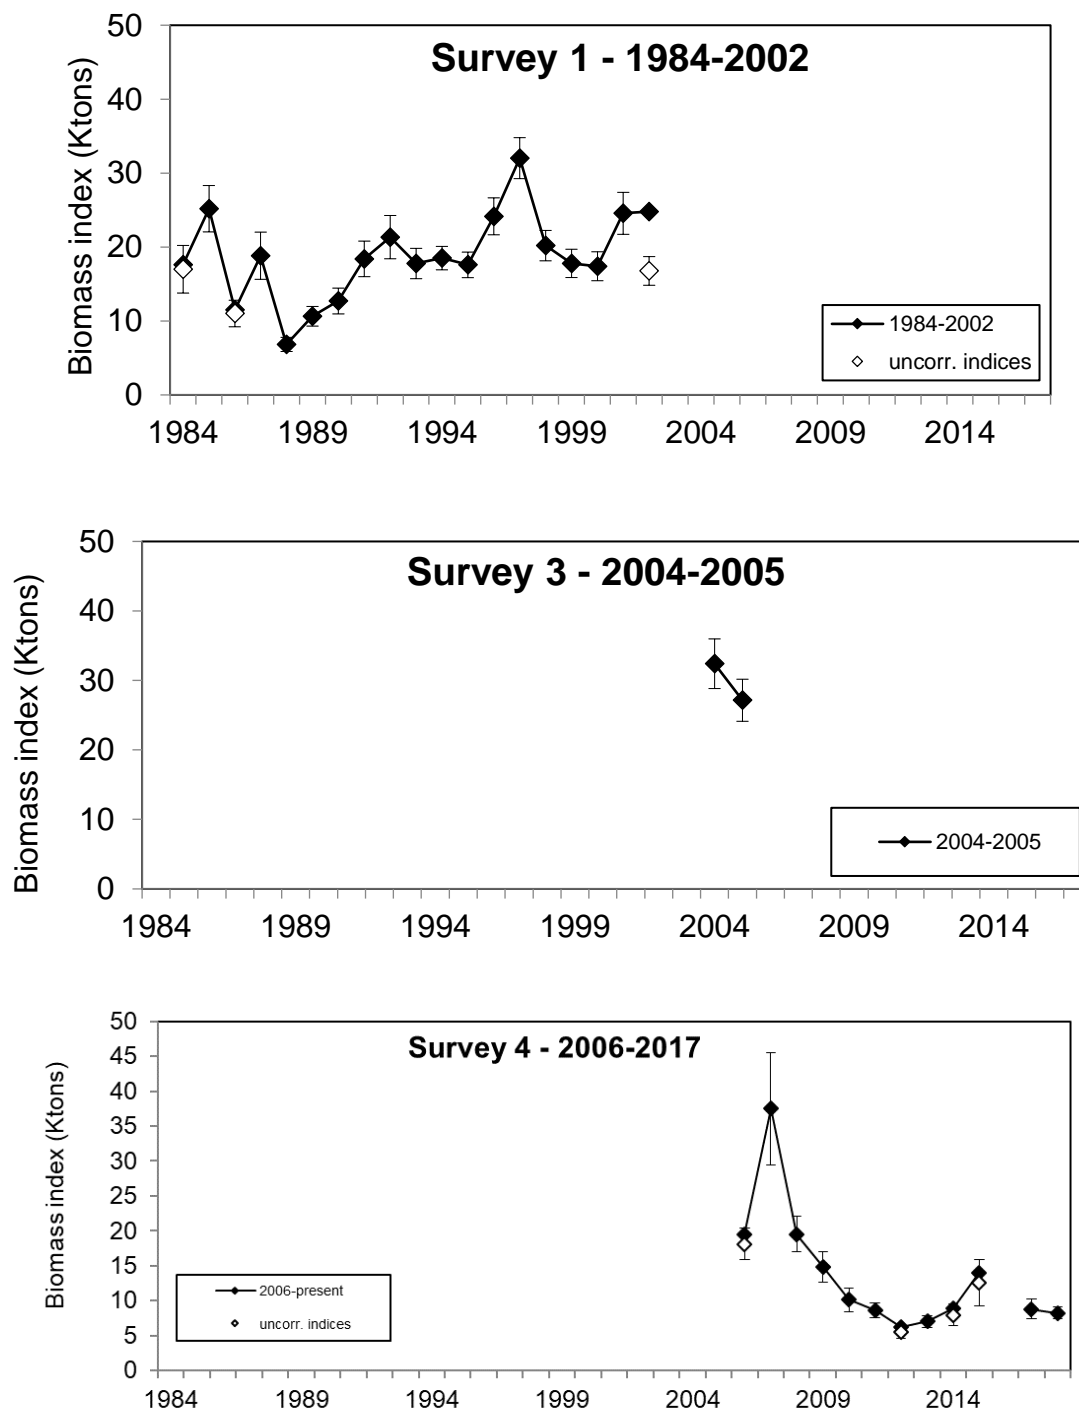 Survey 1 - 1984-2002
Biomass index (Ktons)
50
40
30
20
10
0
1984-2002
uncorr. indices
1984 1989 1994 1999 2004 2009 2014
Survey 3 - 2004-2005
Biomass index (Ktons)
50
40
30
20
10
0
2004-2005
1984 1989 1994 1999 2004 2009 2014
Survey 4 - 2006-2017
Biomass index (Ktons)
50
45
40
35
30
25
20
15
10
5
0
2006-present
uncorr. indices
1984 1989 1994 1999 2004 2009 2014